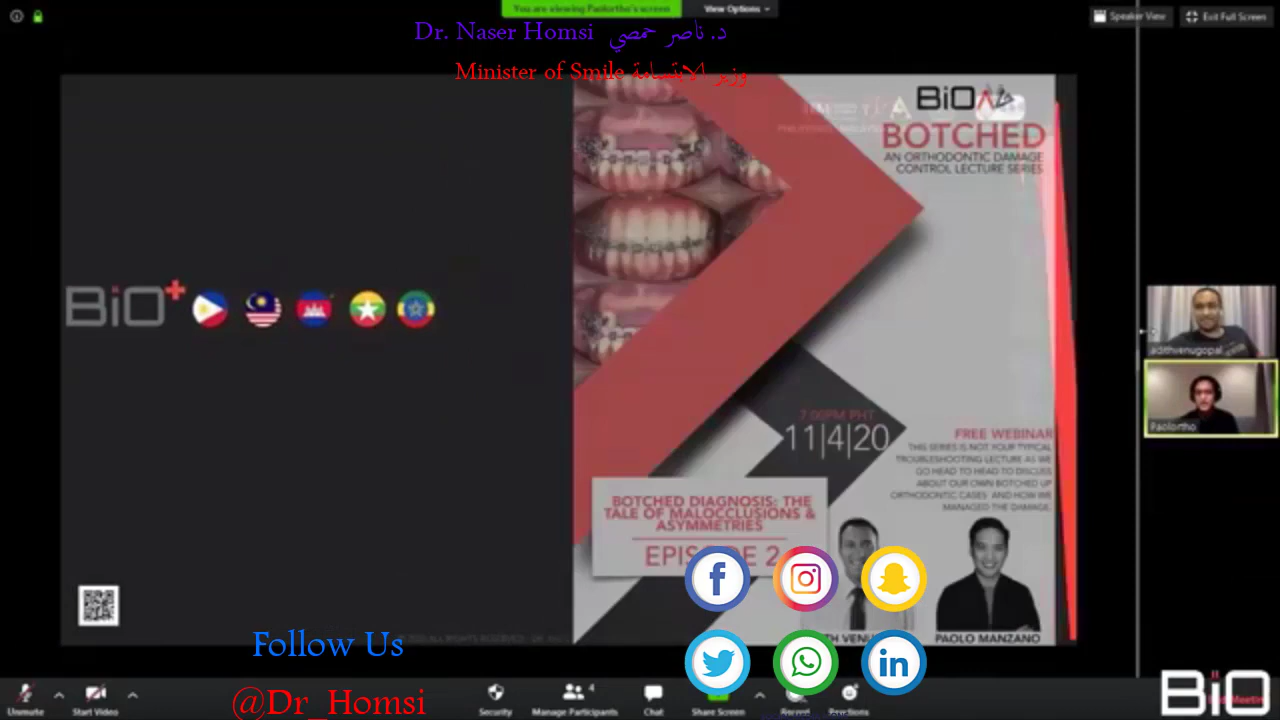 You are viewing Paolortho's screen
View Options
Speaker View
Exit Full Screen
Dr. Naser Homsi د. ناصر حمصي
Minister of Smile وزير الابتسامة
BiO
BOTCHED
AN ORTHODONTIC DAMAGE
CONTROL LECTURE SERIES
BiO+
adithvenugopal
Paolortho
7:00PM PHT
11|4|20
FREE WEBINAR
THIS SERIES IS NOT YOUR TYPICAL
TROUBLESHOOTING LECTURE AS WE
GO HEAD TO HEAD TO DISCUSS
ABOUT OUR OWN BOTCHED UP
ORTHODONTIC CASES AND HOW WE
MANAGED THE DAMAGE.
BOTCHED DIAGNOSIS: THE
TALE OF MALOCCLUSIONS &
ASYMMETRIES
EPISODE 2
PAOLO MANZANO
Follow Us
@Dr_Homsi
Unmute
Start Video
Security
Manage Participants
4
Chat
Share Screen
Record
Reactions
BiO